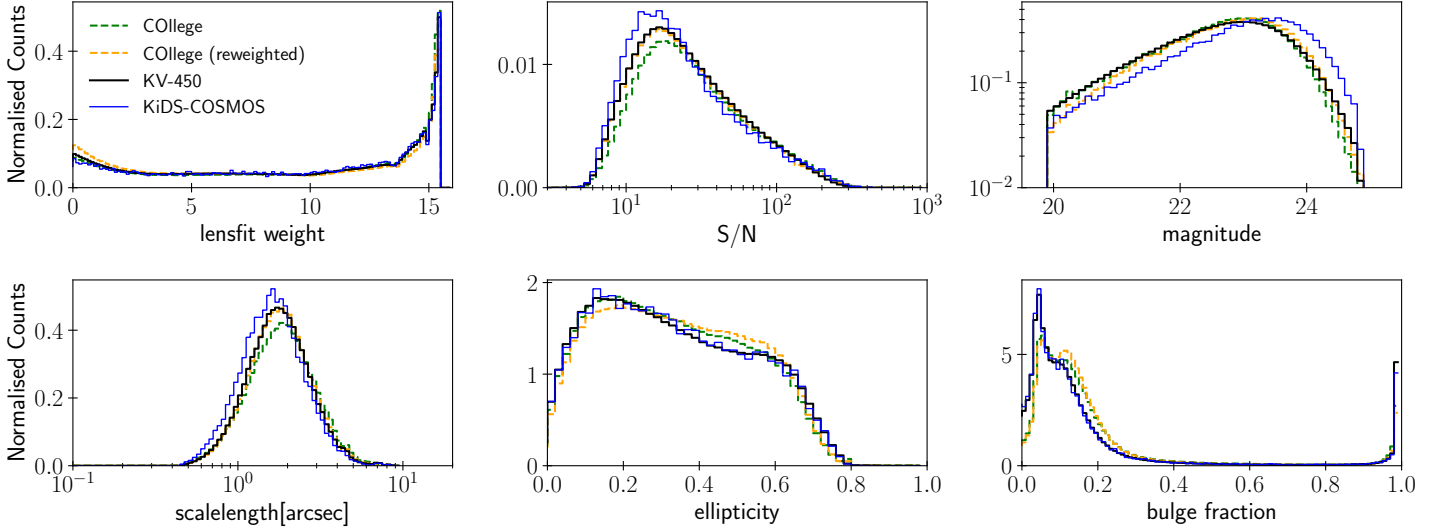 Normalised Counts
0.4
0.2
0.0
COllege
COllege (reweighted)
KV-450
KiDS-COSMOS
0 5 10 15
lensfit weight
0.01
0.00
10^1 10^2 10^3
S/N
10^-1
10^-2
20 22 24
magnitude
Normalised Counts
0.4
0.2
0.0
10^-1 10^0 10^1
scalelength[arcsec]
2
1
0
0.0 0.2 0.4 0.6 0.8 1.0
ellipticity
5
0
0.0 0.2 0.4 0.6 0.8 1.0
bulge fraction